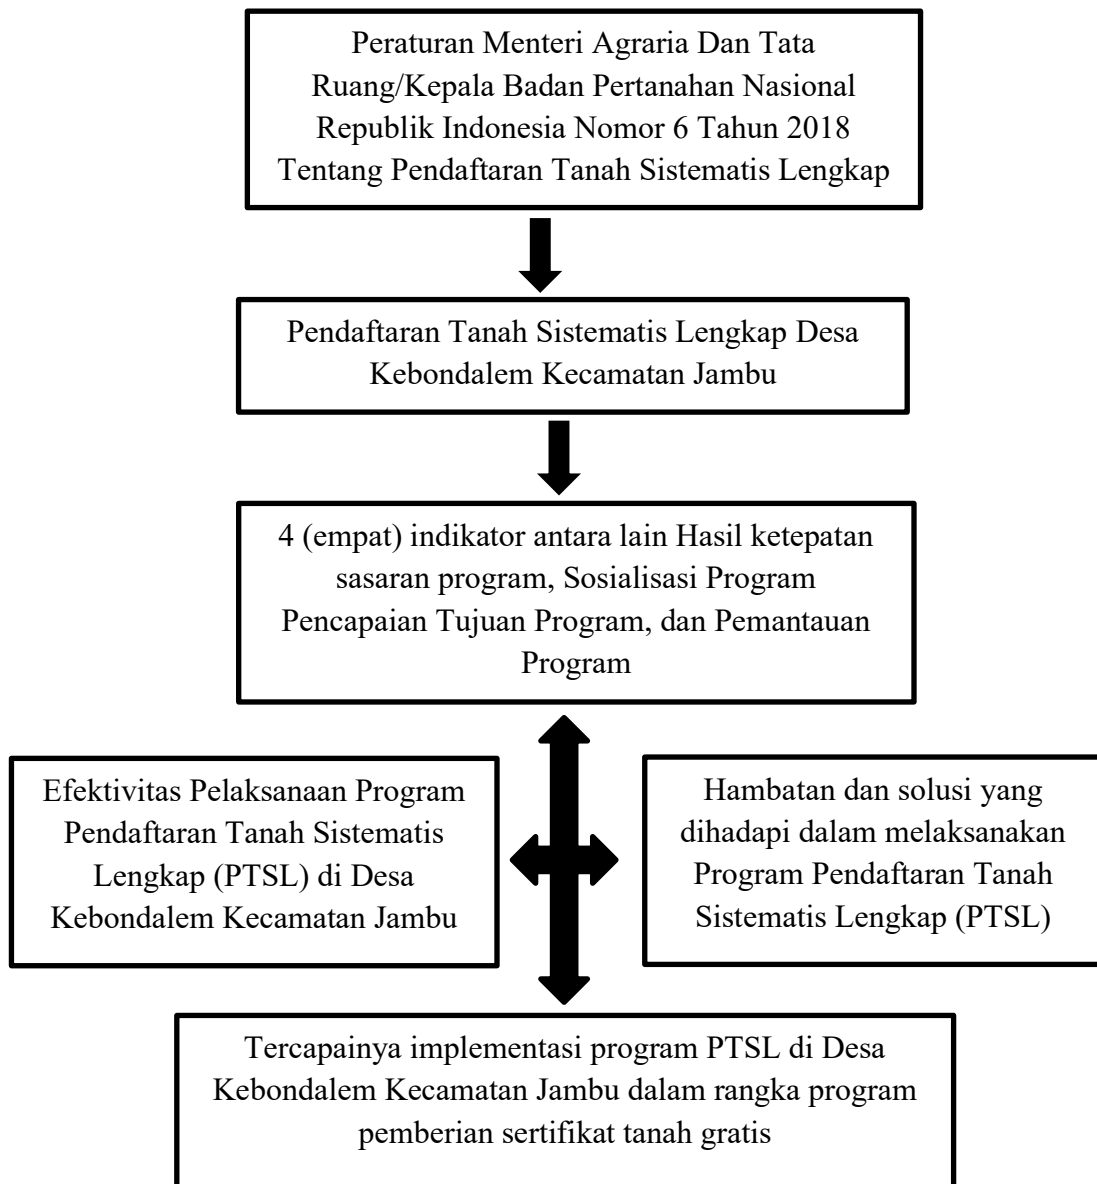 Peraturan Menteri Agraria Dan Tata
Ruang/Kepala Badan Pertanahan Nasional
Republik Indonesia Nomor 6 Tahun 2018
Tentang Pendaftaran Tanah Sistematis Lengkap
Pendaftaran Tanah Sistematis Lengkap Desa
Kebondalem Kecamatan Jambu
4 (empat) indikator antara lain Hasil ketepatan
sasaran program, Sosialisasi Program
Pencapaian Tujuan Program, dan Pemantauan
Program
Efektivitas Pelaksanaan Program
Pendaftaran Tanah Sistematis
Lengkap (PTSL) di Desa
Kebondalem Kecamatan Jambu
Hambatan dan solusi yang
dihadapi dalam melaksanakan
Program Pendaftaran Tanah
Sistematis Lengkap (PTSL)
Tercapainya implementasi program PTSL di Desa
Kebondalem Kecamatan Jambu dalam rangka program
pemberian sertifikat tanah gratis